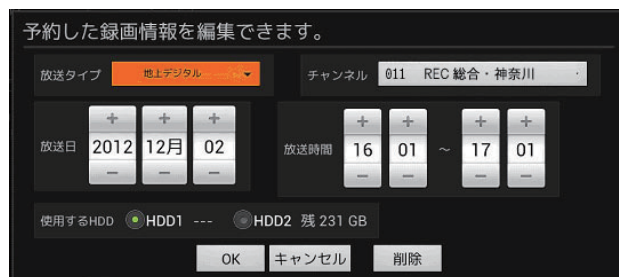 予約した録画情報を編集できます。
放送タイプ 地上デジタル チャンネル 011 REC 総合・神奈川
+ + + + + + +
放送日 2012 12月 02 放送時間 16 01 ~ 17 01
− − − − − − −
使用するHDD HDD1 --- HDD2 残 231 GB
OK キャンセル 削除